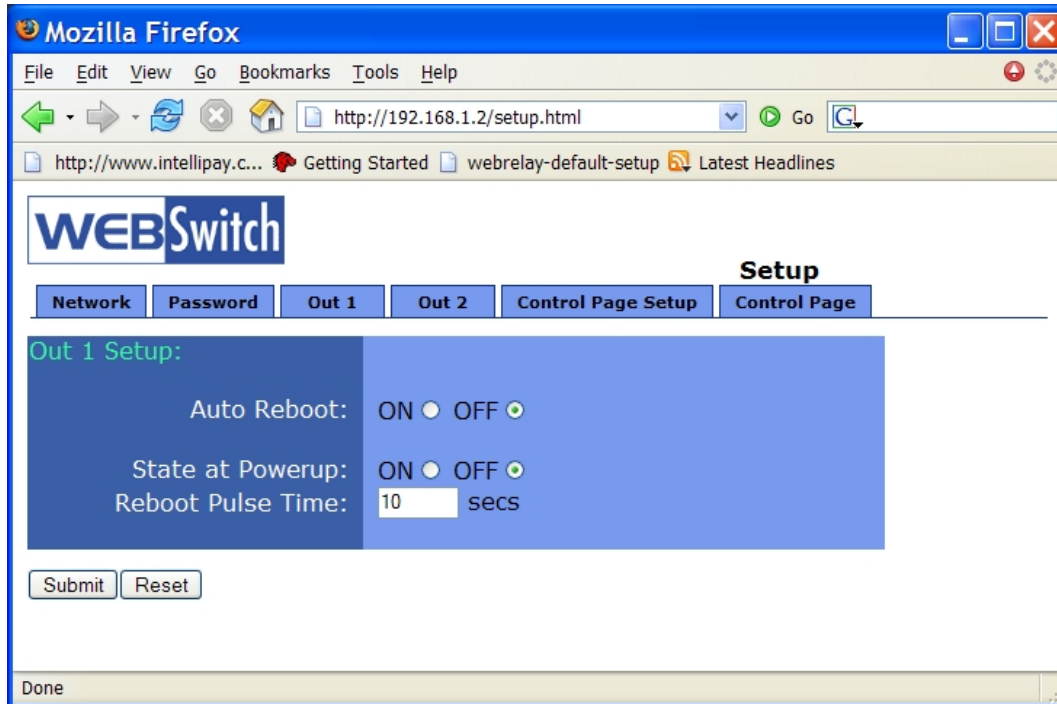 Mozilla Firefox
File Edit View Go Bookmarks Tools Help
http://192.168.1.2/setup.html Go G
http://www.intellipay.c... Getting Started webrelay-default-setup Latest Headlines
WEBSwitch
Setup
Network Password Out 1 Out 2 Control Page Setup Control Page
Out 1 Setup:
Auto Reboot: ON OFF
State at Powerup: ON OFF
Reboot Pulse Time: 10 secs
Submit Reset
Done